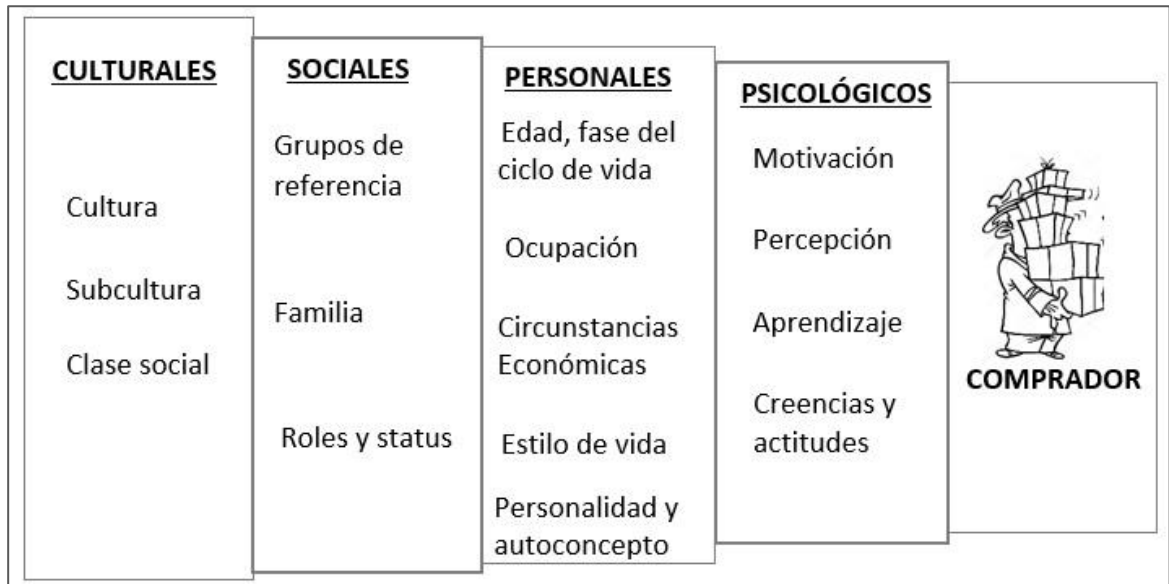 CULTURALES
Cultura
Subcultura
Clase social
SOCIALES
Grupos de
referencia
Familia
Roles y status
PERSONALES
Edad, fase del
ciclo de vida
Ocupación
Circunstancias
Económicas
Estilo de vida
Personalidad y
autoconcepto
PSICOLÓGICOS
Motivación
Percepción
Aprendizaje
Creencias y
actitudes
COMPRADOR